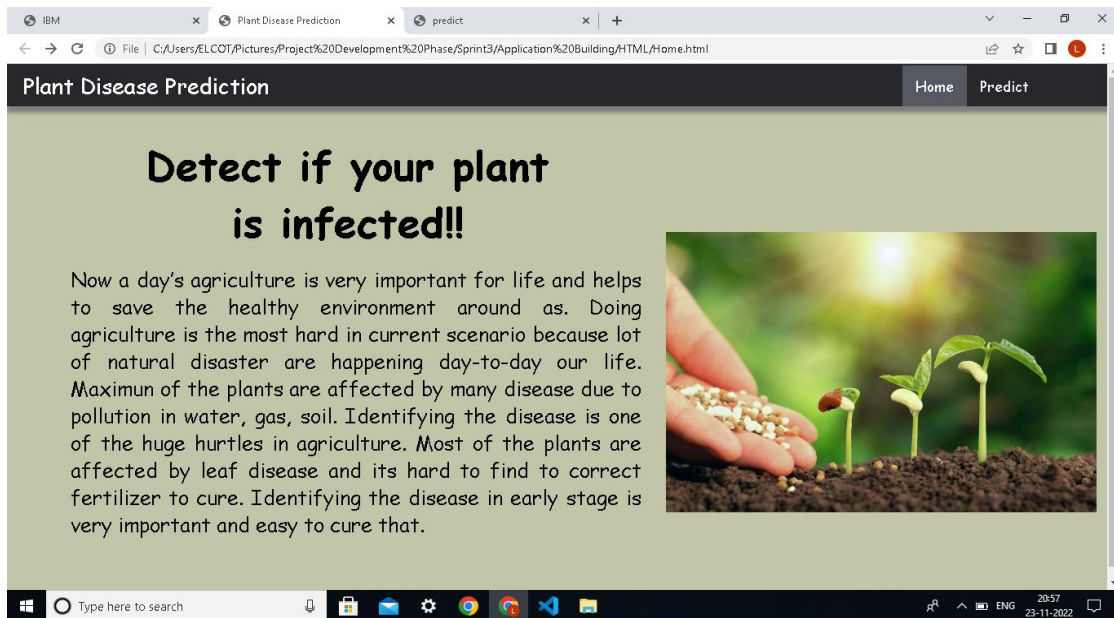 IBM
Plant Disease Prediction
predict
File
C:/Users/ELCOT/Pictures/Project%20Development%20Phase/Sprint3/Application%20Building/HTML/Home.html
L
Plant Disease Prediction
Home
Predict
Detect if your plant
is infected!!
Now a day's agriculture is very important for life and helps
to save the healthy environment around as. Doing
agriculture is the most hard in current scenario because lot
of natural disaster are happening day-to-day our life.
Maximun of the plants are affected by many disease due to
pollution in water, gas, soil. Identifying the disease is one
of the huge hurtles in agriculture. Most of the plants are
affected by leaf disease and its hard to find to correct
fertilizer to cure. Identifying the disease in early stage is
very important and easy to cure that.
Type here to search
ENG
20:57
23-11-2022